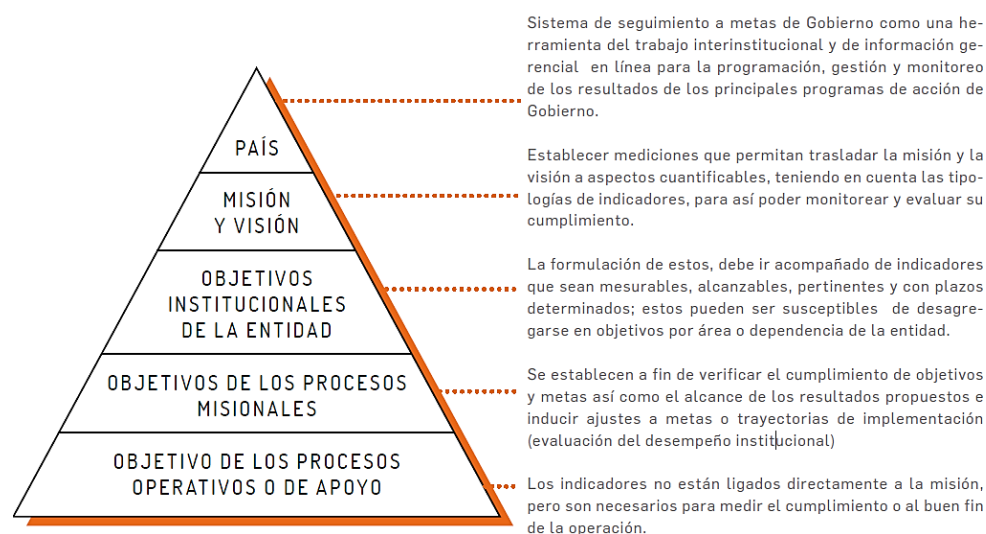 Sistema de seguimiento a metas de Gobierno como una he-
rramienta del trabajo interinstitucional y de información ge-
rencial en línea para la programación, gestión y monitoreo
de los resultados de los principales programas de acción de
Gobierno.
PAÍS
Establecer mediciones que permitan trasladar la misión y la
visión a aspectos cuantificables, teniendo en cuenta las tipo-
logías de indicadores, para así poder monitorear y evaluar su
cumplimiento.
MISIÓN
Y VISIÓN
La formulación de estos, debe ir acompañado de indicadores
que sean mesurables, alcanzables, pertinentes y con plazos
determinados; estos pueden ser susceptibles de desagre-
garse en objetivos por área o dependencia de la entidad.
OBJETIVOS
INSTITUCIONALES
DE LA ENTIDAD
Se establecen a fin de verificar el cumplimiento de objetivos
y metas así como el alcance de los resultados propuestos e
inducir ajustes a metas o trayectorias de implementación
(evaluación del desempeño institucional)
OBJETIVOS DE LOS PROCESOS
MISIONALES
Los indicadores no están ligados directamente a la misión,
pero son necesarios para medir el cumplimiento o al buen fin
de la operación.
OBJETIVO DE LOS PROCESOS
OPERATIVOS O DE APOYO